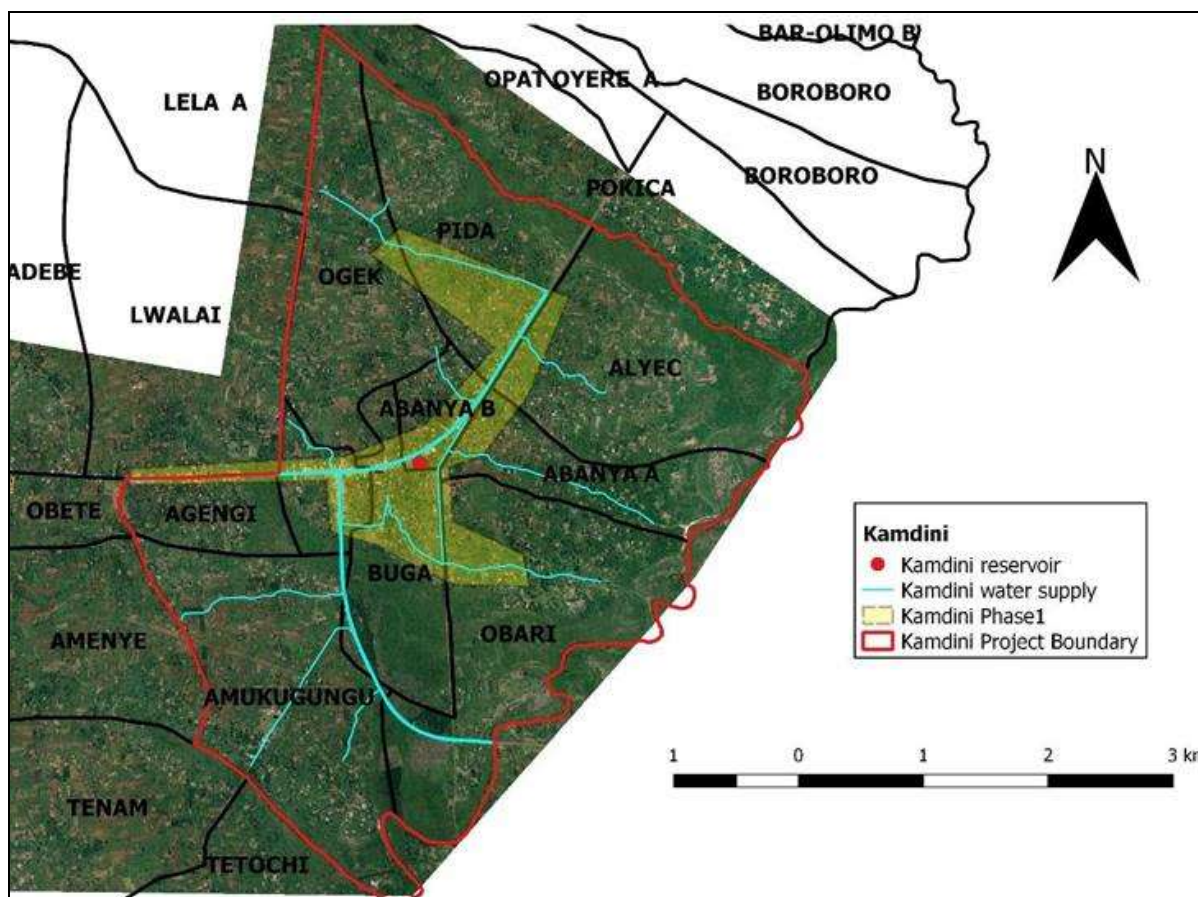 BAR-OLIMO B
OPAT OYERE A
BOROBORO
LELA A
BOROBORO
POKICA
N
PIDA
ADEBE
OGEK
LWALAI
ALYEC
ABANYA B
ABANYA A
OBETE
AGENGI
BUGA
OBARI
AMENYE
AMUKUGUNGU
TENAM
TETOCHI
Kamdini
Kamdini reservoir
Kamdini water supply
Kamdini Phase1
Kamdini Project Boundary
1 0 1 2 3 km